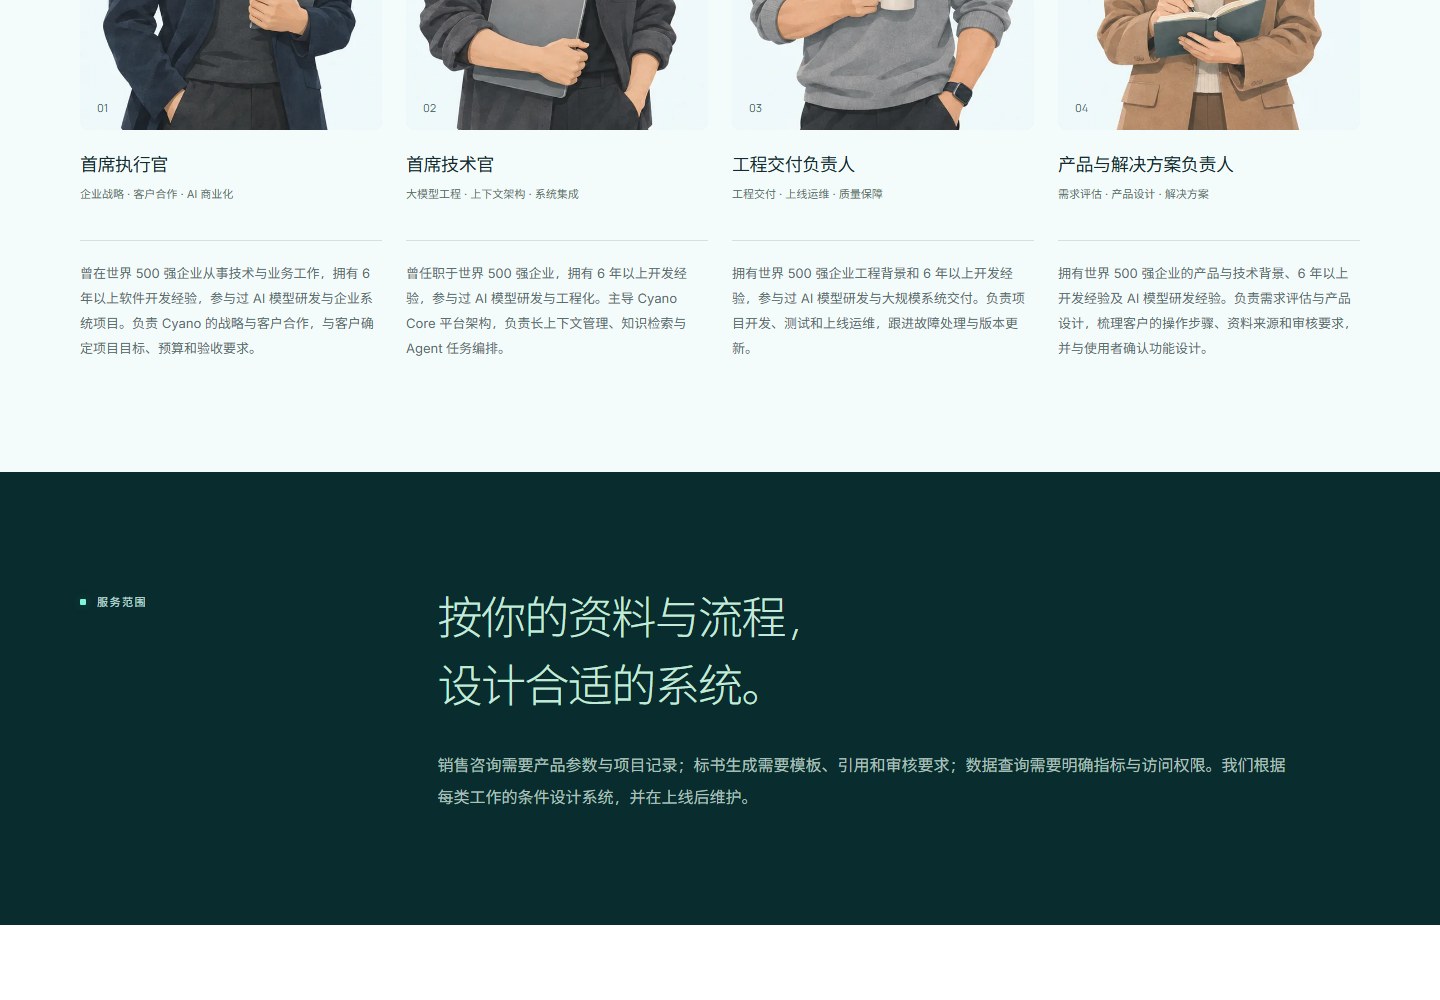 01
02
03
04
首席执行官
企业战略 · 客户合作 · AI 商业化
曾在世界 500 强企业从事技术与业务工作，拥有 6
年以上软件开发经验，参与过 AI 模型研发与企业系
统项目。负责 Cyano 的战略与客户合作，与客户确
定项目目标、预算和验收要求。
首席技术官
大模型工程 · 上下文架构 · 系统集成
曾任职于世界 500 强企业，拥有 6 年以上开发经
验，参与过 AI 模型研发与工程化。主导 Cyano
Core 平台架构，负责长上下文管理、知识检索与
Agent 任务编排。
工程交付负责人
工程交付 · 上线运维 · 质量保障
拥有世界 500 强企业工程背景和 6 年以上开发经
验，参与过 AI 模型研发与大规模系统交付。负责项
目开发、测试和上线运维，跟进故障处理与版本更
新。
产品与解决方案负责人
需求评估 · 产品设计 · 解决方案
拥有世界 500 强企业的产品与技术背景、6 年以上
开发经验及 AI 模型研发经验。负责需求评估与产品
设计，梳理客户的操作步骤、资料来源和审核要求，
并与使用者确认功能设计。
服务范围
按你的资料与流程，
设计合适的系统。
销售咨询需要产品参数与项目记录；标书生成需要模板、引用和审核要求；数据查询需要明确指标与访问权限。我们根据
每类工作的条件设计系统，并在上线后维护。